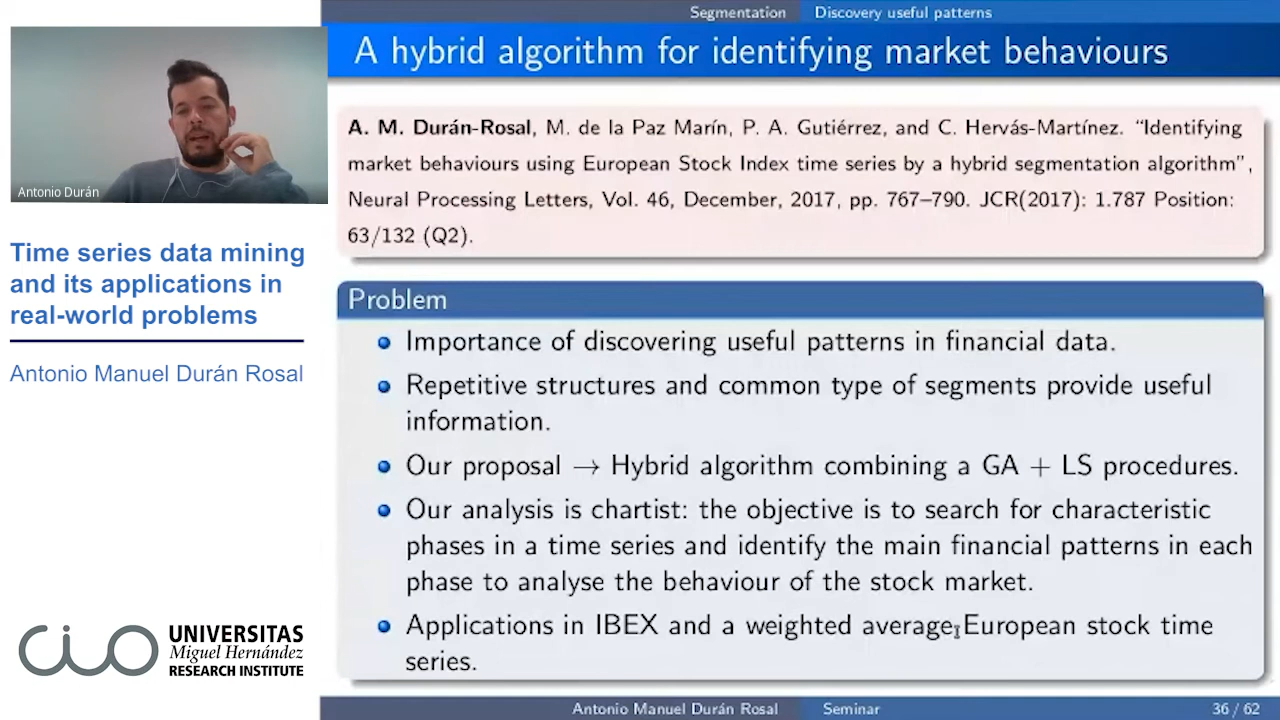 Segmentation Discovery useful patterns
A hybrid algorithm for identifying market behaviours
Antonio Durán
Time series data mining
and its applications in
real-world problems
Antonio Manuel Durán Rosal
A. M. Durán-Rosal, M. de la Paz Marín, P. A. Gutiérrez, and C. Hervás-Martínez. “Identifying
market behaviours using European Stock Index time series by a hybrid segmentation algorithm”,
Neural Processing Letters, Vol. 46, December, 2017, pp. 767–790. JCR(2017): 1.787 Position:
63/132 (Q2).
Problem
Importance of discovering useful patterns in financial data.
Repetitive structures and common type of segments provide useful
information.
Our proposal → Hybrid algorithm combining a GA + LS procedures.
Our analysis is chartist: the objective is to search for characteristic
phases in a time series and identify the main financial patterns in each
phase to analyse the behaviour of the stock market.
Applications in IBEX and a weighted average European stock time
series.
cio
UNIVERSITAS
Miguel Hernández
RESEARCH INSTITUTE
Antonio Manuel Durán Rosal Seminar 36 / 62